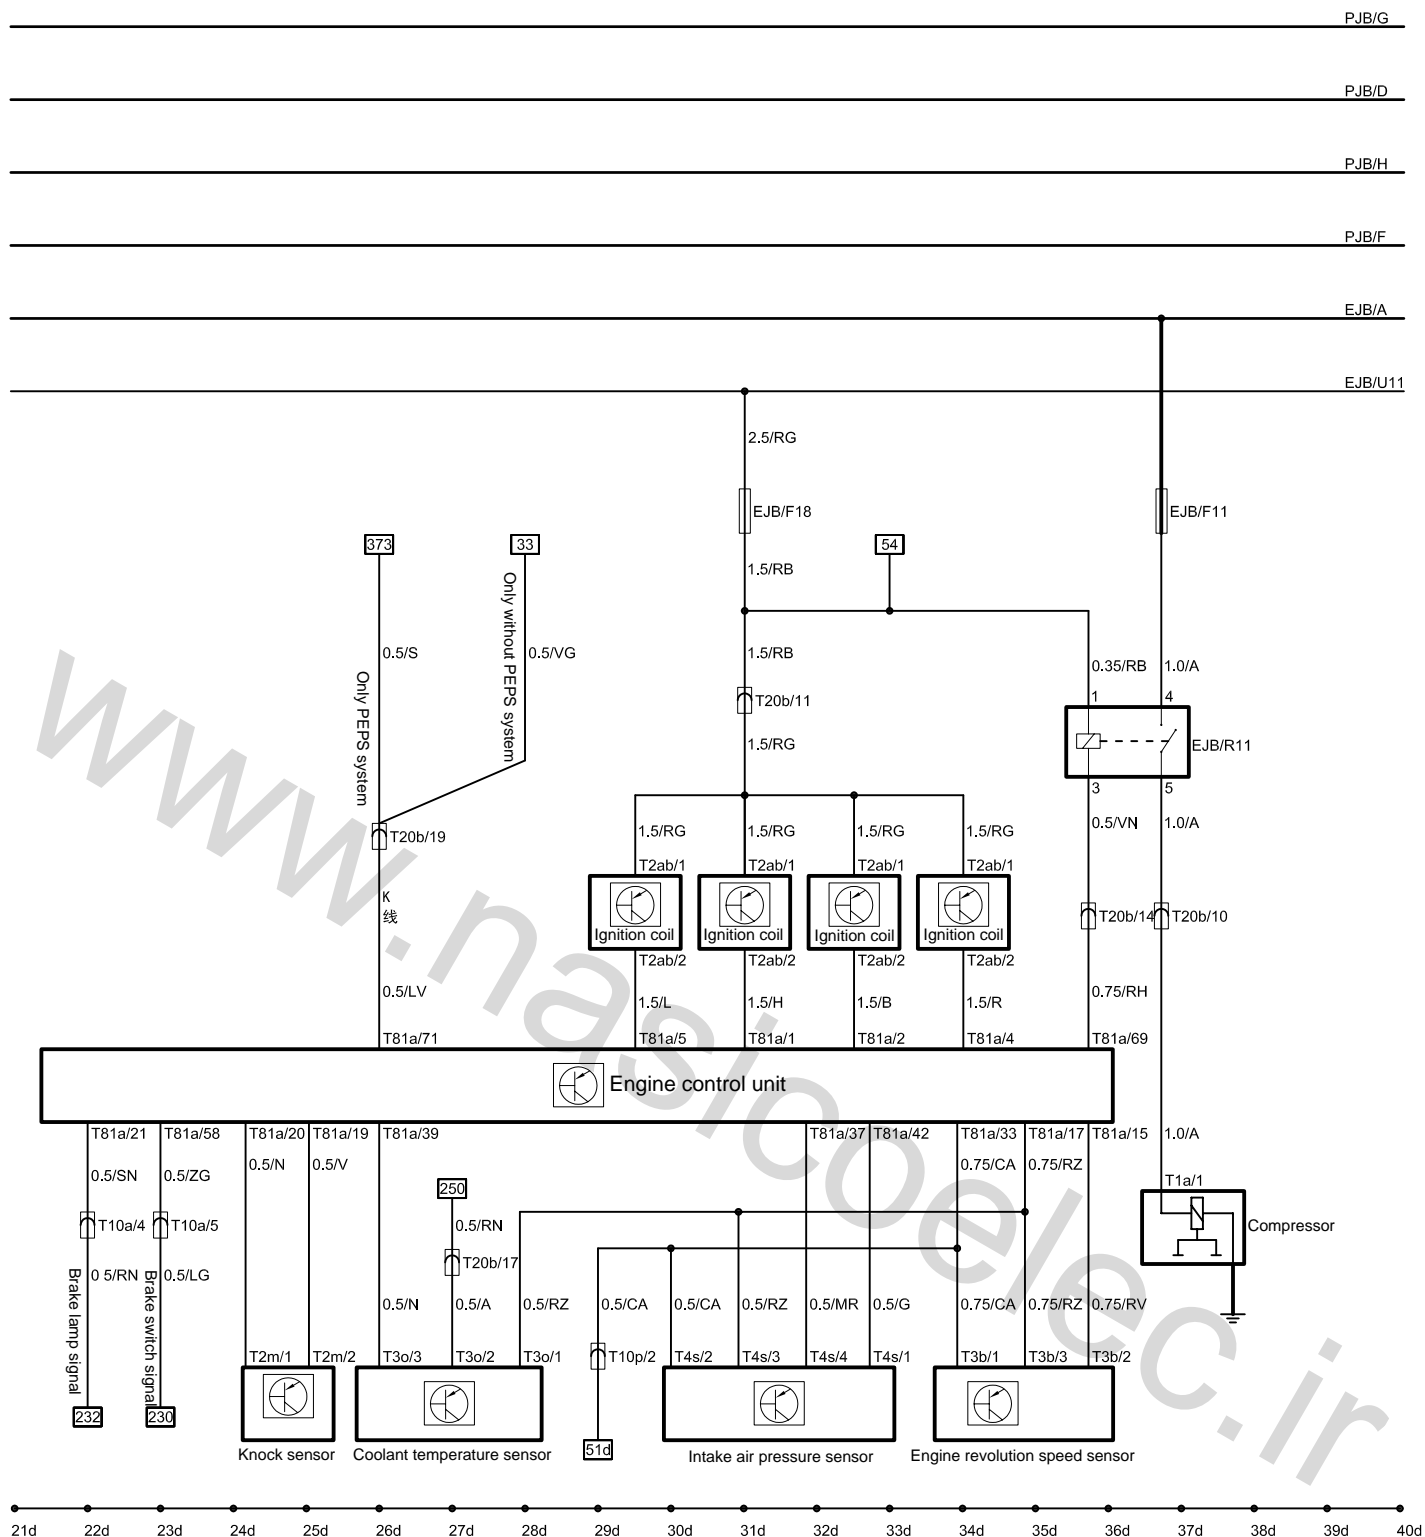 PJB/G
PJB/D
PJB/H
PJB/F
EJB/A
EJB/U11
2.5/RG
EJB/F18
EJB/F11
373
33
54
1.5/RB
Only without PEPS system
0.5/S
0.5/VG
1.5/RB
0.35/RB
1.0/A
Only PEPS system
T20b/11
1
4
1.5/RG
EJB/R11
3
5
T20b/19
1.5/RG
1.5/RG
1.5/RG
1.5/RG
0.5/VN
1.0/A
T2ab/1
T2ab/1
T2ab/1
T2ab/1
K
线
T20b/14
T20b/10
Ignition coil
Ignition coil
Ignition coil
Ignition coil
T2ab/2
T2ab/2
T2ab/2
T2ab/2
0.5/LV
1.5/L
1.5/H
1.5/B
1.5/R
0.75/RH
T81a/71
T81a/5
T81a/1
T81a/2
T81a/4
T81a/69
Engine control unit
T81a/21
T81a/58
T81a/20
T81a/19
T81a/39
T81a/37
T81a/42
T81a/33
T81a/17
T81a/15
1.0/A
0.5/SN
0.5/ZG
0.5/N
0.5/V
0.75/CA
0.75/RZ
T1a/1
250
T10a/4
T10a/5
0.5/RN
Compressor
T20b/17
Brake lamp signal
0 5/RN
Brake switch signal
0.5/LG
0.5/N
0.5/A
0.5/RZ
0.5/CA
0.5/CA
0.5/RZ
0.5/MR
0.5/G
0.75/CA
0.75/RZ
0.75/RV
T2m/1
T2m/2
T3o/3
T3o/2
T3o/1
T10p/2
T4s/2
T4s/3
T4s/4
T4s/1
T3b/1
T3b/3
T3b/2
232
230
51d
Knock sensor
Coolant temperature sensor
Intake air pressure sensor
Engine revolution speed sensor
21d
22d
23d
24d
25d
26d
27d
28d
29d
30d
31d
32d
33d
34d
35d
36d
37d
38d
39d
40d
www.nasicoelec.ir